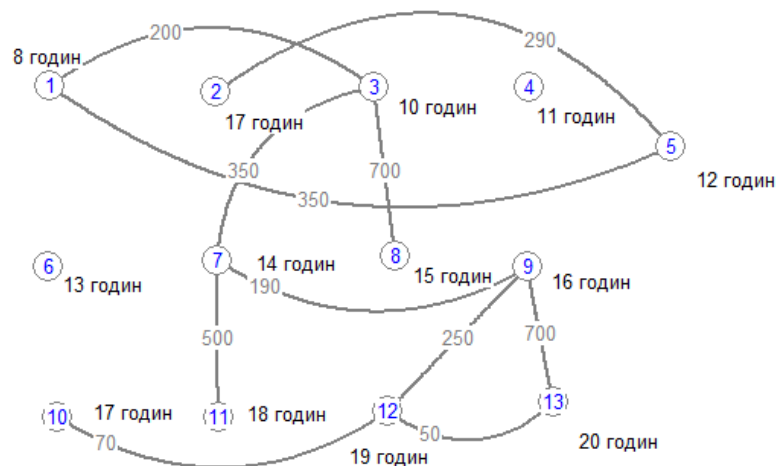 200
290
8 годин
1
2
3
4
17 годин
10 годин
11 годин
5
350
700
350
12 годин
6
7
8
9
13 годин
14 годин
15 годин
16 годин
190
500
250
700
10
17 годин
11
18 годин
12
13
70
50
19 годин
20 годин